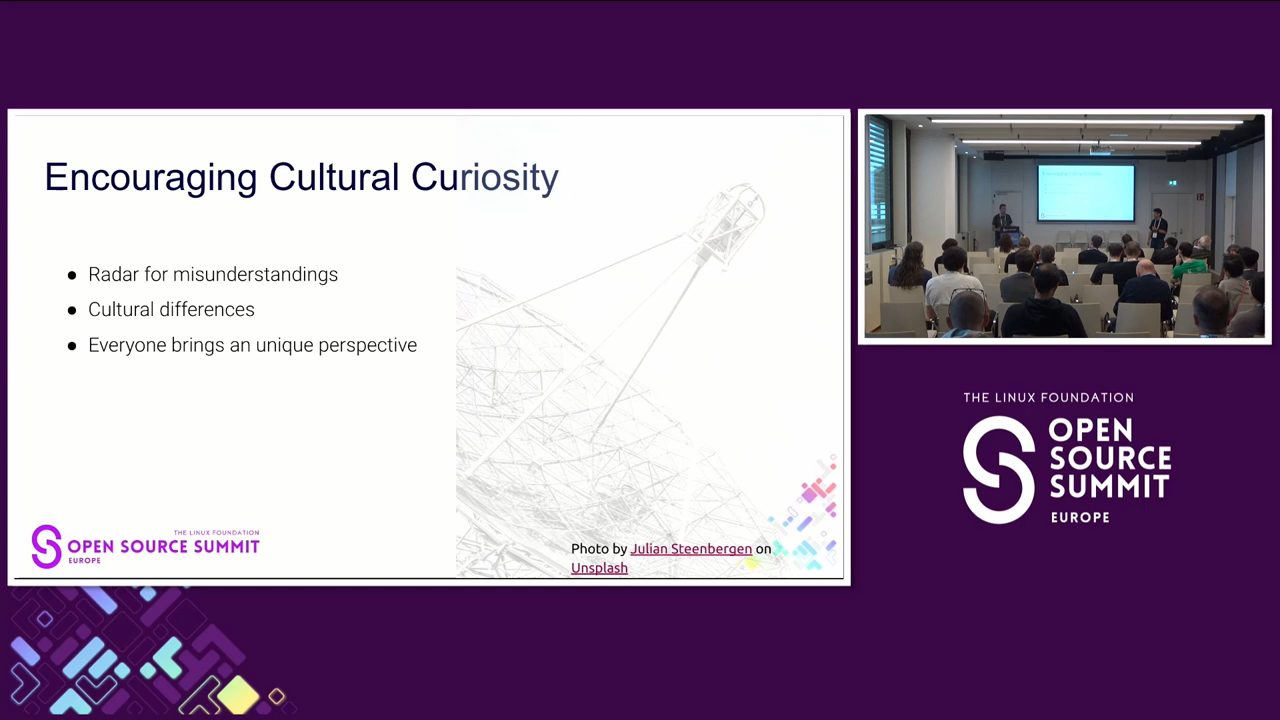 Encouraging Cultural Curiosity
● Radar for misunderstandings
● Cultural differences
● Everyone brings an unique perspective
THE LINUX FOUNDATION
OPEN SOURCE SUMMIT
EUROPE
Photo by Julian Steenbergen on
Unsplash
THE LINUX FOUNDATION
OPEN
SOURCE
SUMMIT
EUROPE